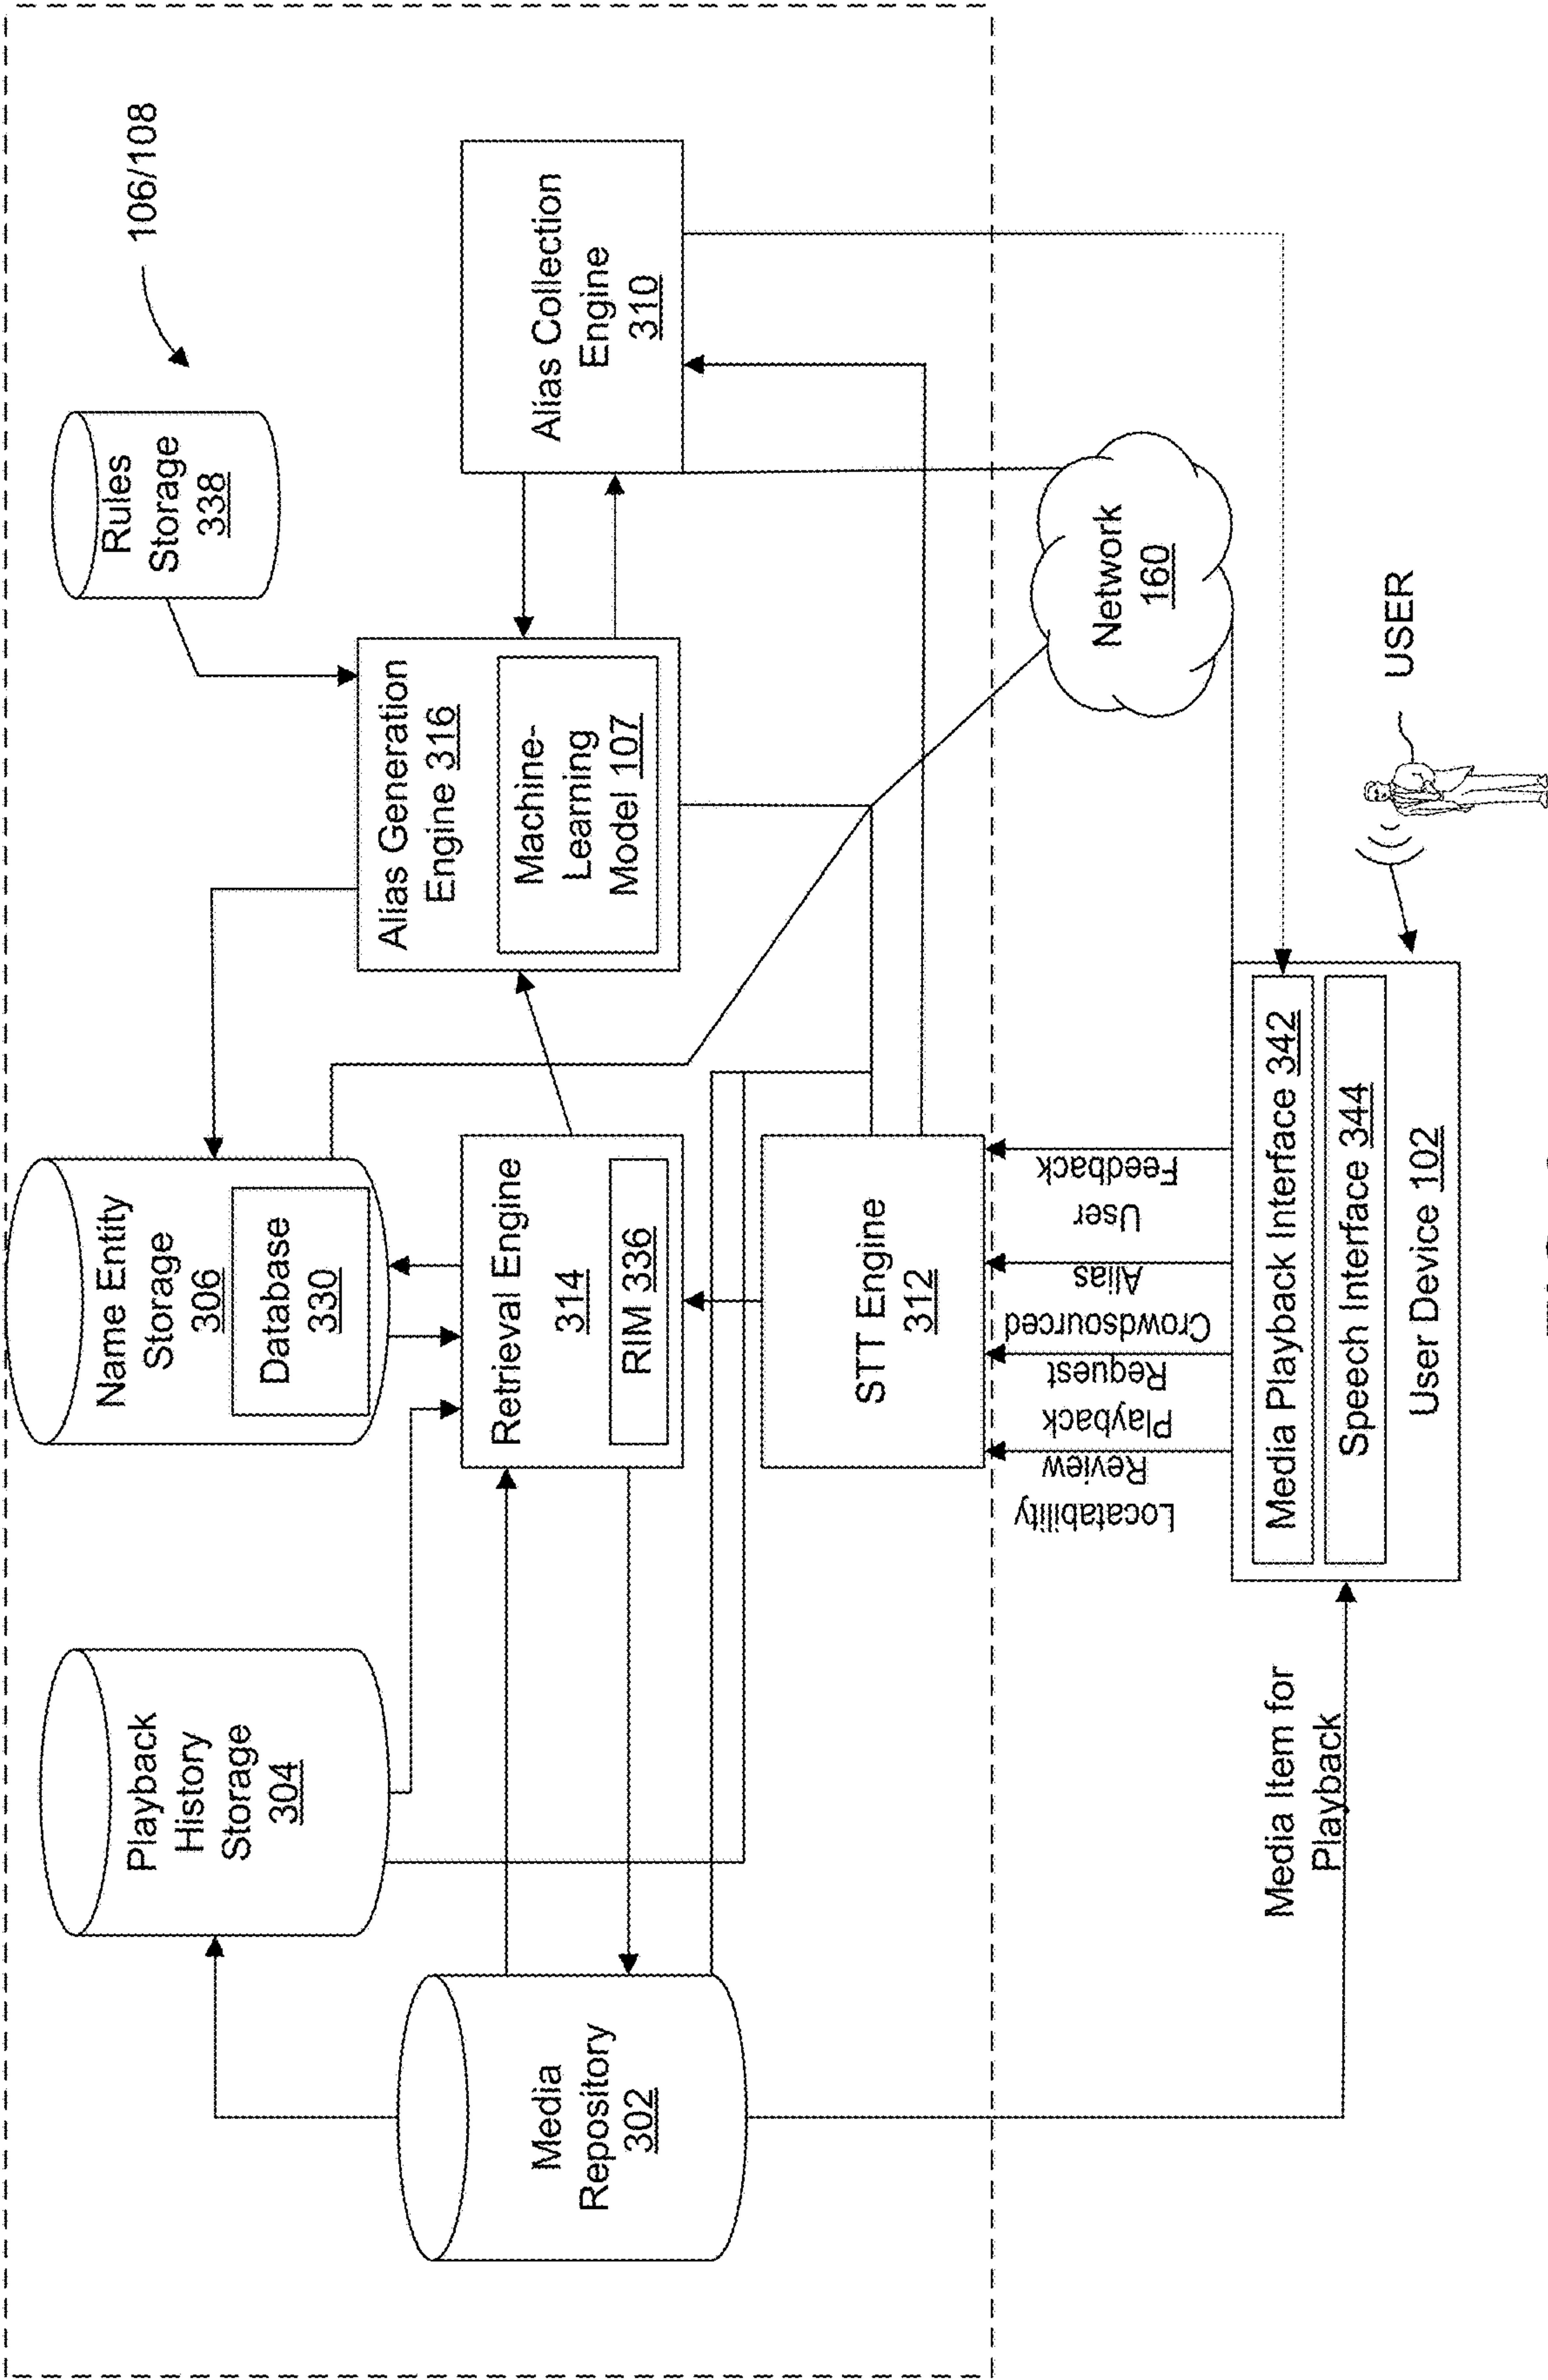 106/108
Rules
Storage
338
Playback
History
Storage
304
Name Entity
Storage
306
Database
330
Alias Generation
Engine 316
Machine-
Learning
Model 107
Alias Collection
Engine
310
Media
Repository
302
Retrieval Engine
314
RIM 336
STT Engine
312
Locatability
Review
Playback
Request
Crowdsourced
Alias
User
Feedback
Network
160
Media Item for
Playback
Media Playback Interface 342
Speech Interface 344
User Device 102
USER